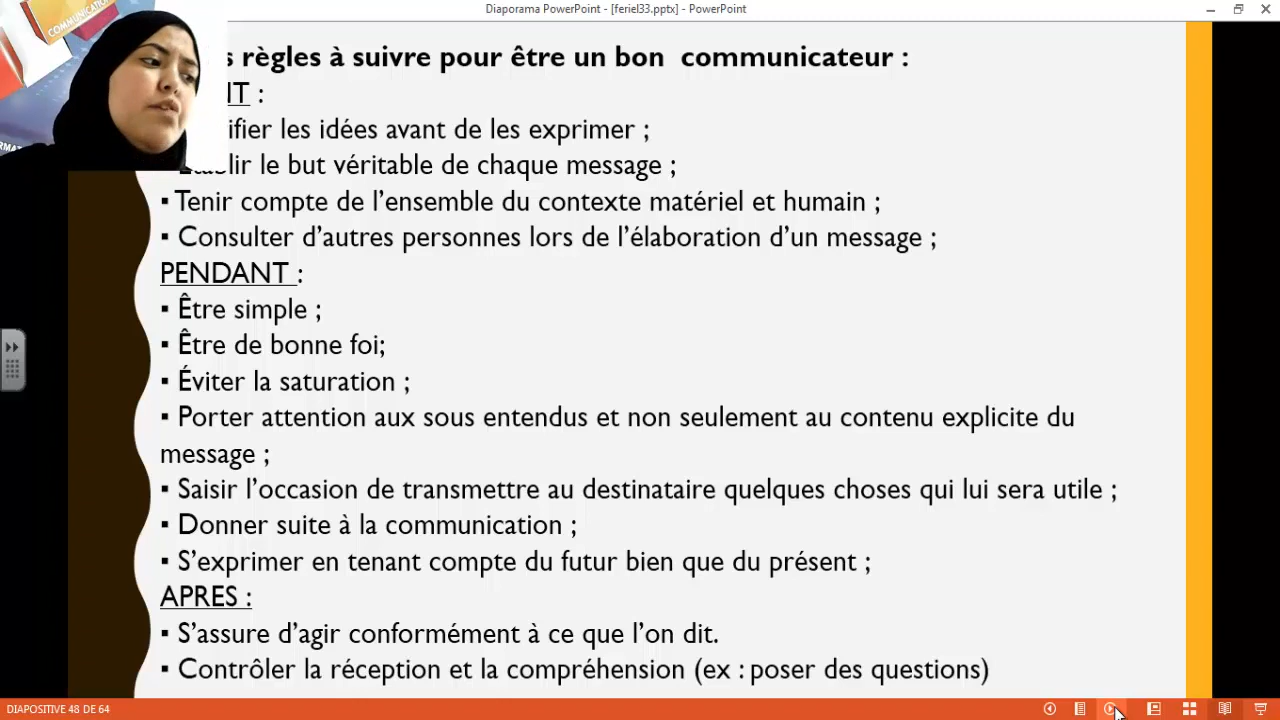 Diaporama PowerPoint - [feriel33.pptx] - PowerPoint
COMMUNICATION
règles à suivre pour être un bon communicateur :
:
les idées avant de les exprimer ;
le but véritable de chaque message ;
▪ Tenir compte de l’ensemble du contexte matériel et humain ;
▪ Consulter d’autres personnes lors de l’élaboration d’un message ;
PENDANT :
▪ Être simple ;
▪ Être de bonne foi;
▪ Éviter la saturation ;
▪ Porter attention aux sous entendus et non seulement au contenu explicite du
message ;
▪ Saisir l’occasion de transmettre au destinataire quelques choses qui lui sera utile ;
▪ Donner suite à la communication ;
▪ S’exprimer en tenant compte du futur bien que du présent ;
APRES :
▪ S’assure d’agir conformément à ce que l’on dit.
▪ Contrôler la réception et la compréhension (ex : poser des questions)
DIAPOSITIVE 48 DE 64